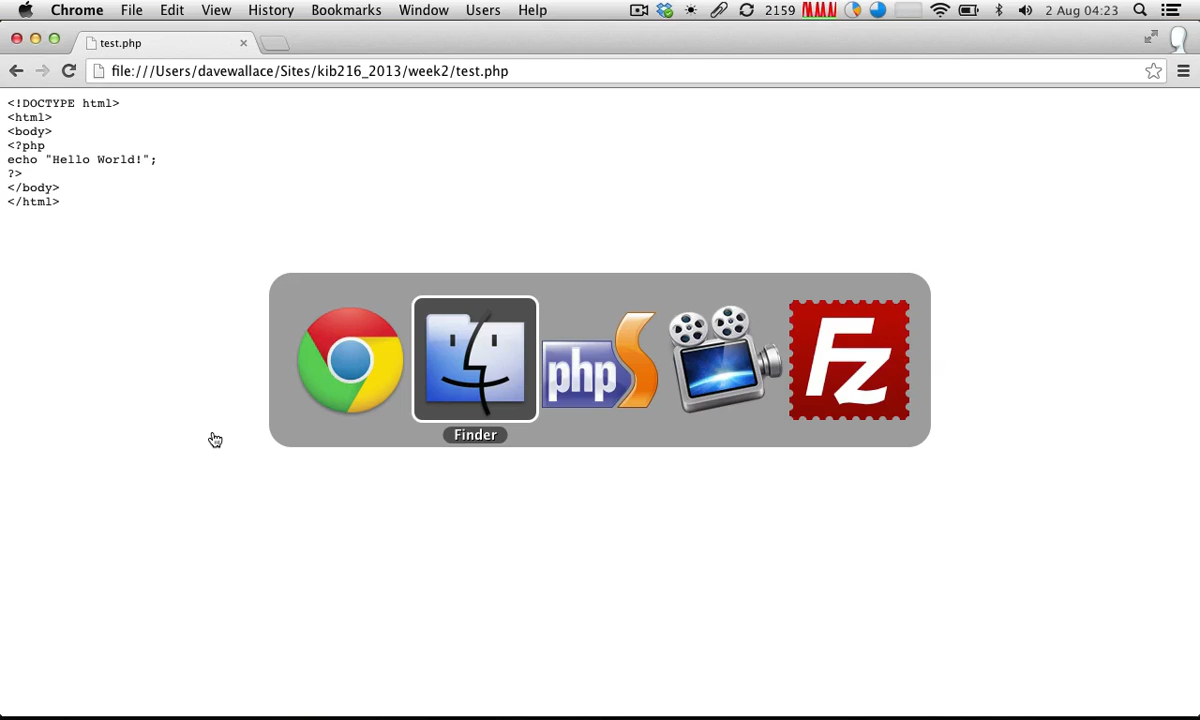 Chrome File Edit View History Bookmarks Window Users Help 2159 2 Aug 04:23
test.php
file:///Users/davewallace/Sites/kib216_2013/week2/test.php
<!DOCTYPE html>
<html>
<body>
<?php
echo "Hello World!";
?>
</body>
</html>
php
Fz
Finder